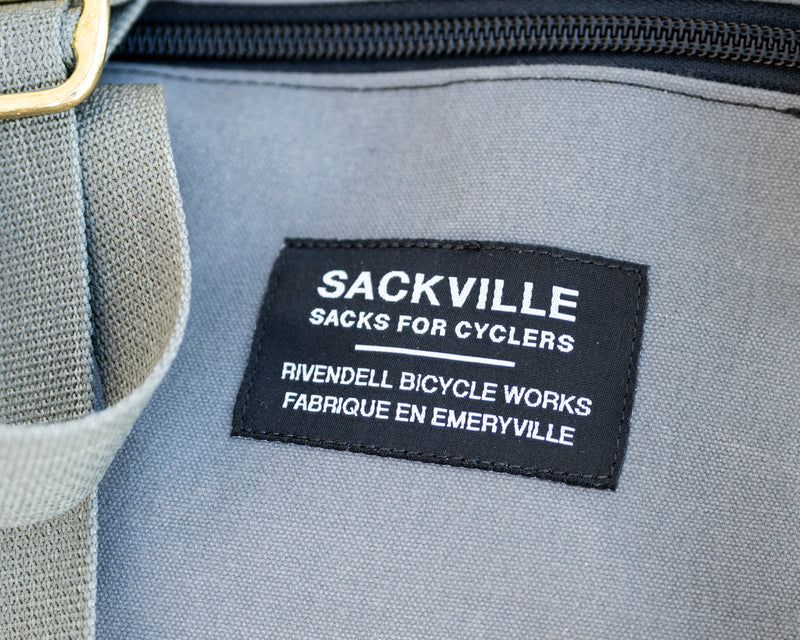 SACKVILLE
SACKS FOR CYCLERS
RIVENDELL BICYCLE WORKS
FABRIQUE EN EMERYVILLE